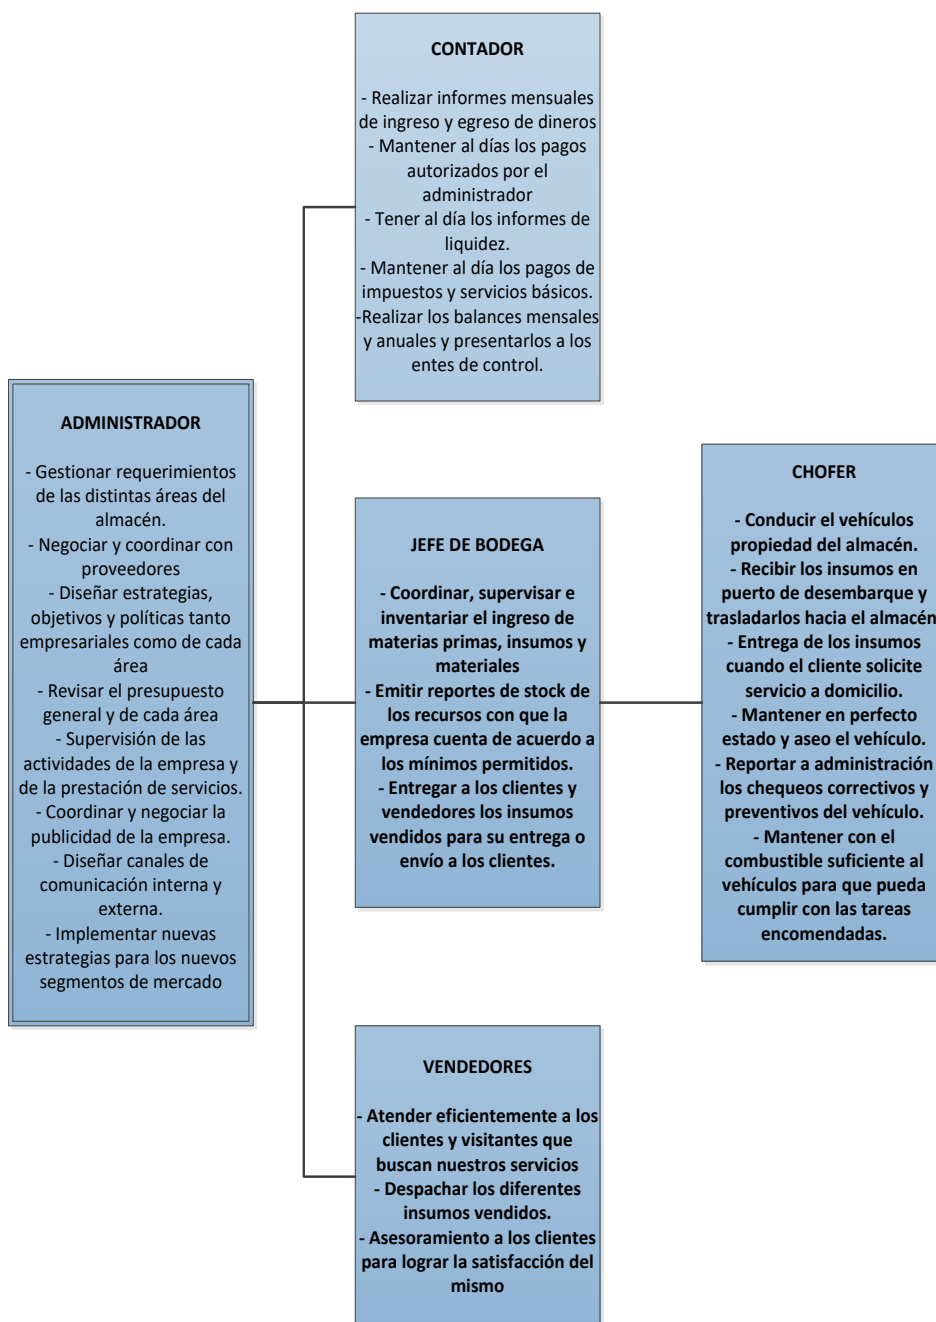 CONTADOR
- Realizar informes mensuales
de ingreso y egreso de dineros
- Mantener al días los pagos
autorizados por el
administrador
- Tener al día los informes de
liquidez.
- Mantener al día los pagos de
impuestos y servicios básicos.
-Realizar los balances mensales
y anuales y presentarlos a los
entes de control.
ADMINISTRADOR
- Gestionar requerimientos
de las distintas áreas del
almacén.
- Negociar y coordinar con
proveedores
- Diseñar estrategias,
objetivos y políticas tanto
empresariales como de cada
área
- Revisar el presupuesto
general y de cada área
- Supervisión de las
actividades de la empresa y
de la prestación de servicios.
- Coordinar y negociar la
publicidad de la empresa.
- Diseñar canales de
comunicación interna y
externa.
- Implementar nuevas
estrategias para los nuevos
segmentos de mercado
JEFE DE BODEGA
- Coordinar, supervisar e
inventariar el ingreso de
materias primas, insumos y
materiales
- Emitir reportes de stock de
los recursos con que la
empresa cuenta de acuerdo a
los mínimos permitidos.
- Entregar a los clientes y
vendedores los insumos
vendidos para su entrega o
envío a los clientes.
CHOFER
- Conducir el vehículos
propiedad del almacén.
- Recibir los insumos en
puerto de desembarque y
trasladarlos hacia el almacén
- Entrega de los insumos
cuando el cliente solicite
servicio a domicilio.
- Mantener en perfecto
estado y aseo el vehículo.
- Reportar a administración
los chequeos correctivos y
preventivos del vehículo.
- Mantener con el
combustible suficiente al
vehículos para que pueda
cumplir con las tareas
encomendadas.
VENDEDORES
- Atender eficientemente a los
clientes y visitantes que
buscan nuestros servicios
- Despachar los diferentes
insumos vendidos.
- Asesoramiento a los clientes
para lograr la satisfacción del
mismo